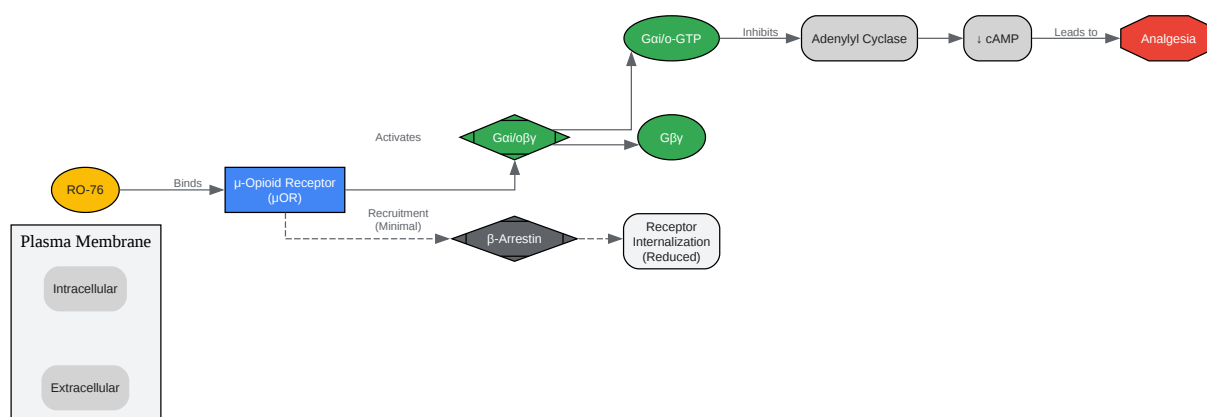 Gαi/o-GTP
Inhibits
Adenylyl Cyclase
↓ cAMP
Leads to
Analgesia
Activates
Gαi/oβγ
Gβγ
RO-76
Binds
μ-Opioid Receptor
(μOR)
Recruitment
(Minimal)
β-Arrestin
Receptor
Internalization
(Reduced)
Plasma Membrane
Intracellular
Extracellular